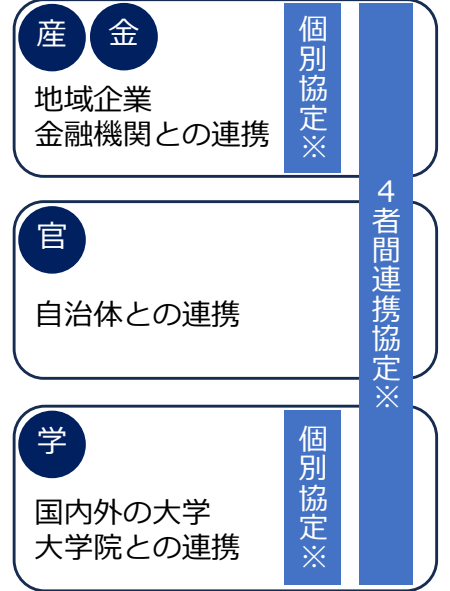 産 金
地域企業
金融機関との連携
個別協定※
官
自治体との連携
4者間連携協定※
学
国内外の大学
大学院との連携
個別協定※